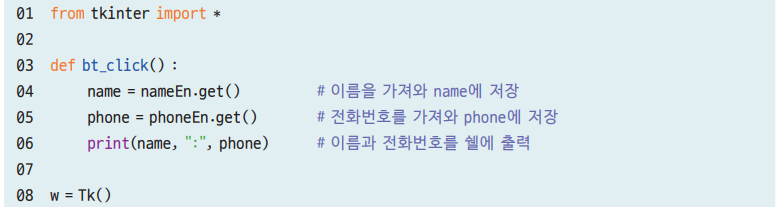 01 from tkinter import *
02
03 def bt_click() :
04     name = nameEn.get()         # 이름을 가져와 name에 저장
05     phone = phoneEn.get()       # 전화번호를 가져와 phone에 저장
06     print(name, ":", phone)     # 이름과 전화번호를 쉘에 출력
07
08 w = Tk()